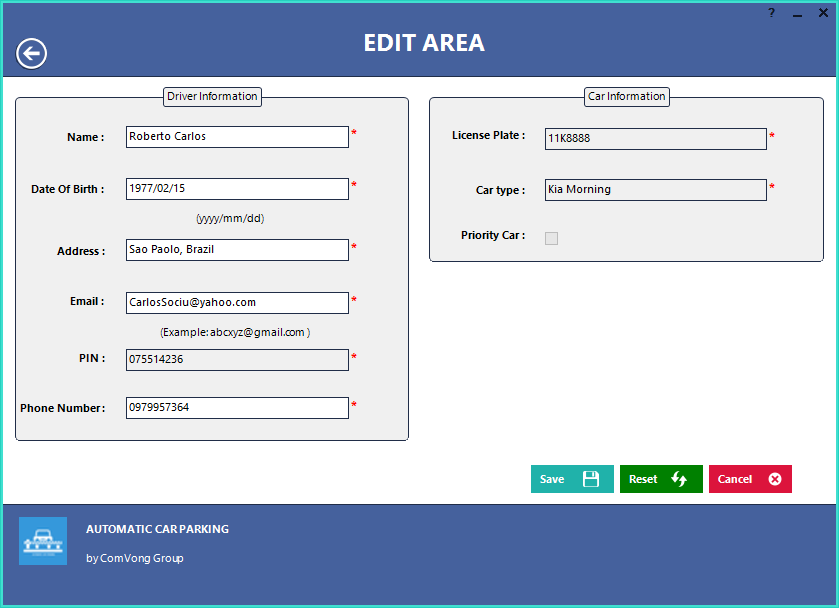 ?
EDIT AREA
Driver Information
Name :
Roberto Carlos
*
Date Of Birth :
1977/02/15
*
(yyyy/mm/dd)
Address :
Sao Paolo, Brazil
*
Email :
CarlosSociu@yahoo.com
*
(Example: abcxyz@gmail.com )
PIN :
075514236
*
Phone Number :
0979957364
*
Car Information
License Plate :
11K8888
*
Car type :
Kia Morning
*
Priority Car :
Save
Reset
Cancel
AUTOMATIC CAR PARKING
by ComVong Group